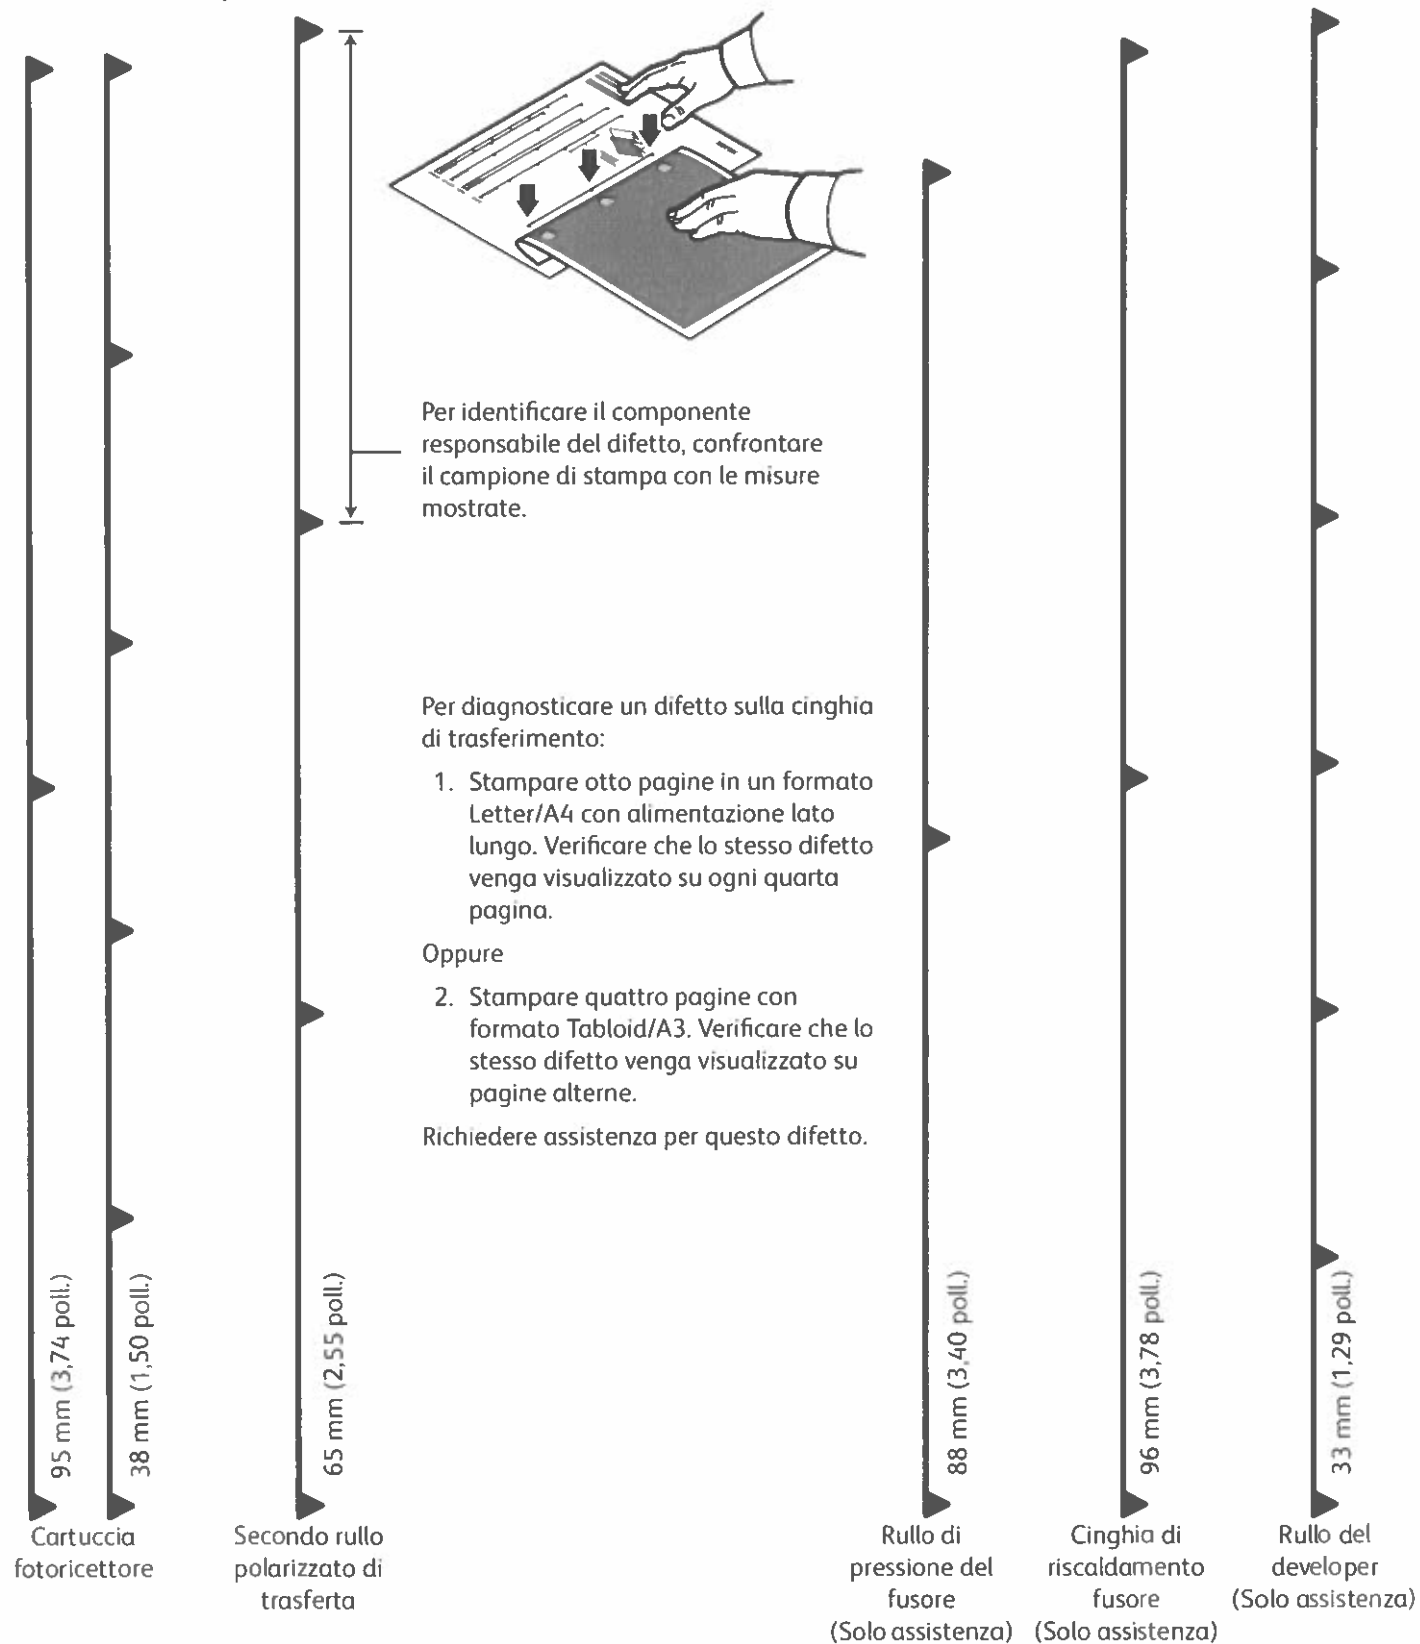 Per identificare il componente
responsabile del difetto, confrontare
il campione di stampa con le misure
mostrate.
Per diagnosticare un difetto sulla cinghia
di trasferimento:
1. Stampare otto pagine in un formato
Letter/A4 con alimentazione lato
lungo. Verificare che lo stesso difetto
venga visualizzato su ogni quarta
pagina.
Oppure
2. Stampare quattro pagine con
formato Tabloid/A3. Verificare che lo
stesso difetto venga visualizzato su
pagine alterne.
Richiedere assistenza per questo difetto.
95 mm (3,74 poll.)
38 mm (1,50 poll.)
65 mm (2,55 poll.)
88 mm (3,40 poll.)
96 mm (3,78 poll.)
33 mm (1,29 poll.)
Cartuccia
fotoricettore
Secondo rullo
polarizzato di
trasferta
Rullo di
pressione del
fusore
(Solo assistenza)
Cinghia di
riscaldamento
fusore
(Solo assistenza)
Rullo del
developer
(Solo assistenza)